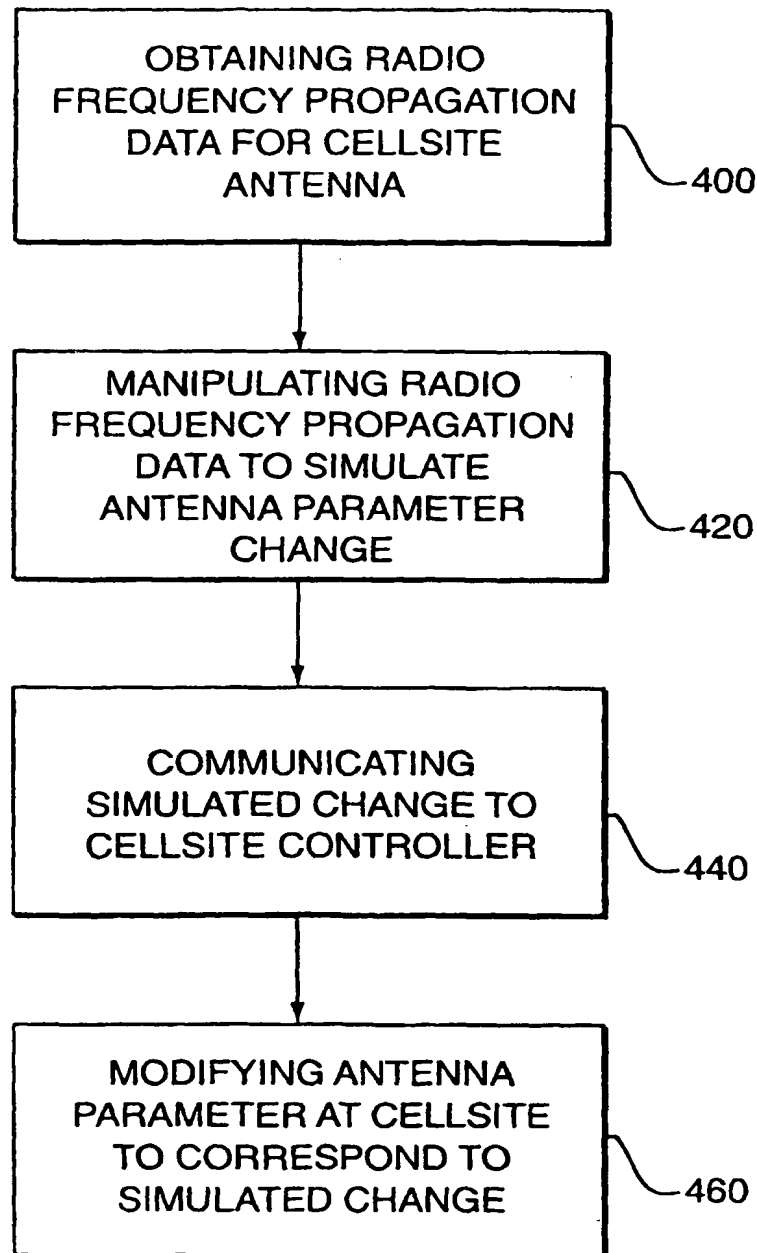 OBTAINING RADIO
FREQUENCY PROPAGATION
DATA FOR CELLSITE
ANTENNA
400
MANIPULATING RADIO
FREQUENCY PROPAGATION
DATA TO SIMULATE
ANTENNA PARAMETER
CHANGE
420
COMMUNICATING
SIMULATED CHANGE TO
CELLSITE CONTROLLER
440
MODIFYING ANTENNA
PARAMETER AT CELLSITE
TO CORRESPOND TO
SIMULATED CHANGE
460